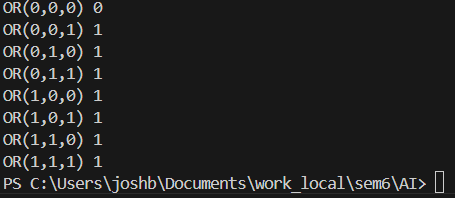 OR(0,0,0) 0
OR(0,0,1) 1
OR(0,1,0) 1
OR(0,1,1) 1
OR(1,0,0) 1
OR(1,0,1) 1
OR(1,1,0) 1
OR(1,1,1) 1
PS C:\Users\joshb\Documents\work_local\sem6\AI>